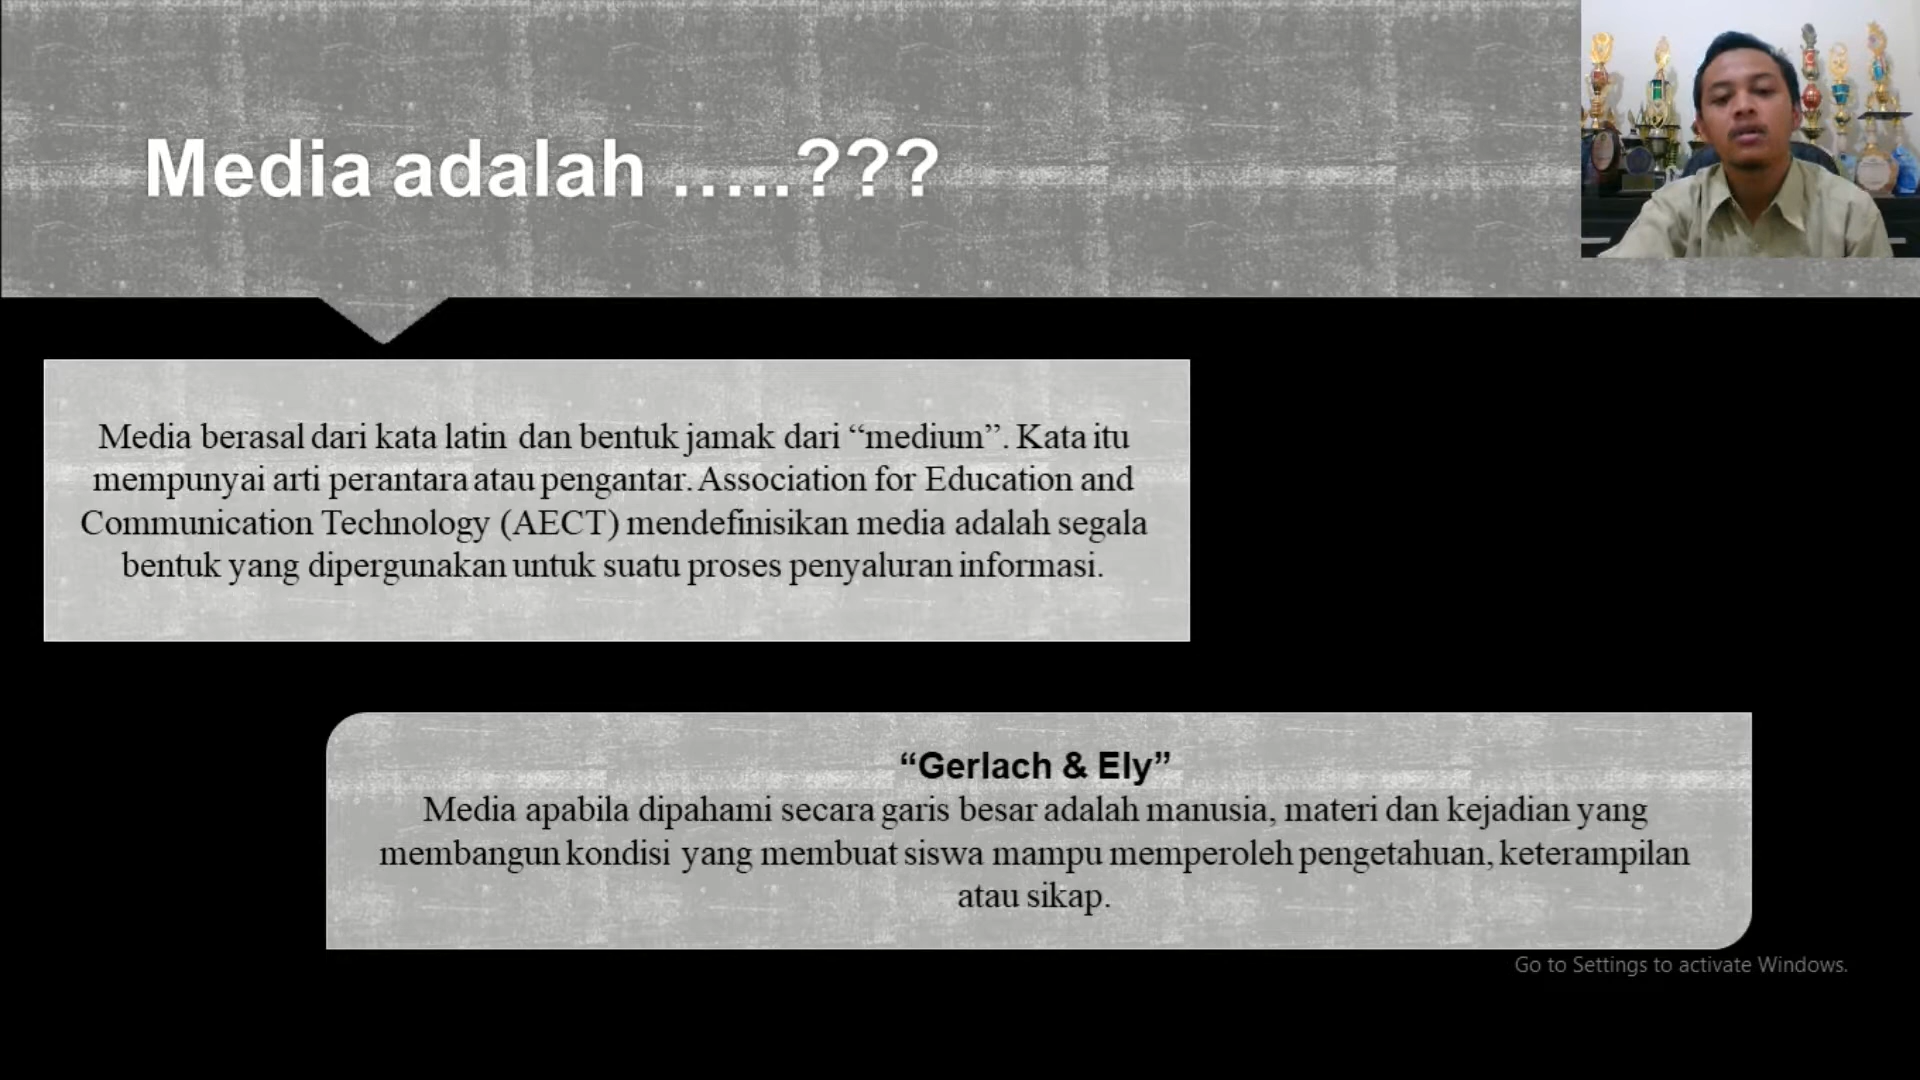 Media adalah …..???
Media berasal dari kata latin dan bentuk jamak dari “medium”. Kata itu
mempunyai arti perantara atau pengantar. Association for Education and
Communication Technology (AECT) mendefinisikan media adalah segala
bentuk yang dipergunakan untuk suatu proses penyaluran informasi.
“Gerlach & Ely”
Media apabila dipahami secara garis besar adalah manusia, materi dan kejadian yang
membangun kondisi yang membuat siswa mampu memperoleh pengetahuan, keterampilan
atau sikap.
Go to Settings to activate Windows.